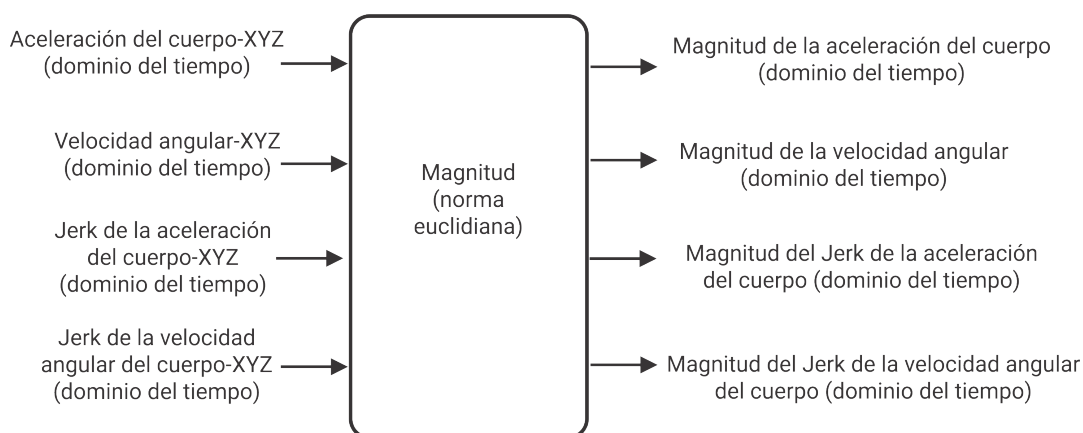 Aceleración del cuerpo-XYZ
(dominio del tiempo)
Velocidad angular-XYZ
(dominio del tiempo)
Jerk de la aceleración
del cuerpo-XYZ
(dominio del tiempo)
Jerk de la velocidad
angular del cuerpo-XYZ
(dominio del tiempo)
Magnitud
(norma
euclidiana)
Magnitud de la aceleración del cuerpo
(dominio del tiempo)
Magnitud de la velocidad angular
(dominio del tiempo)
Magnitud del Jerk de la aceleración
del cuerpo (dominio del tiempo)
Magnitud del Jerk de la velocidad angular
del cuerpo (dominio del tiempo)